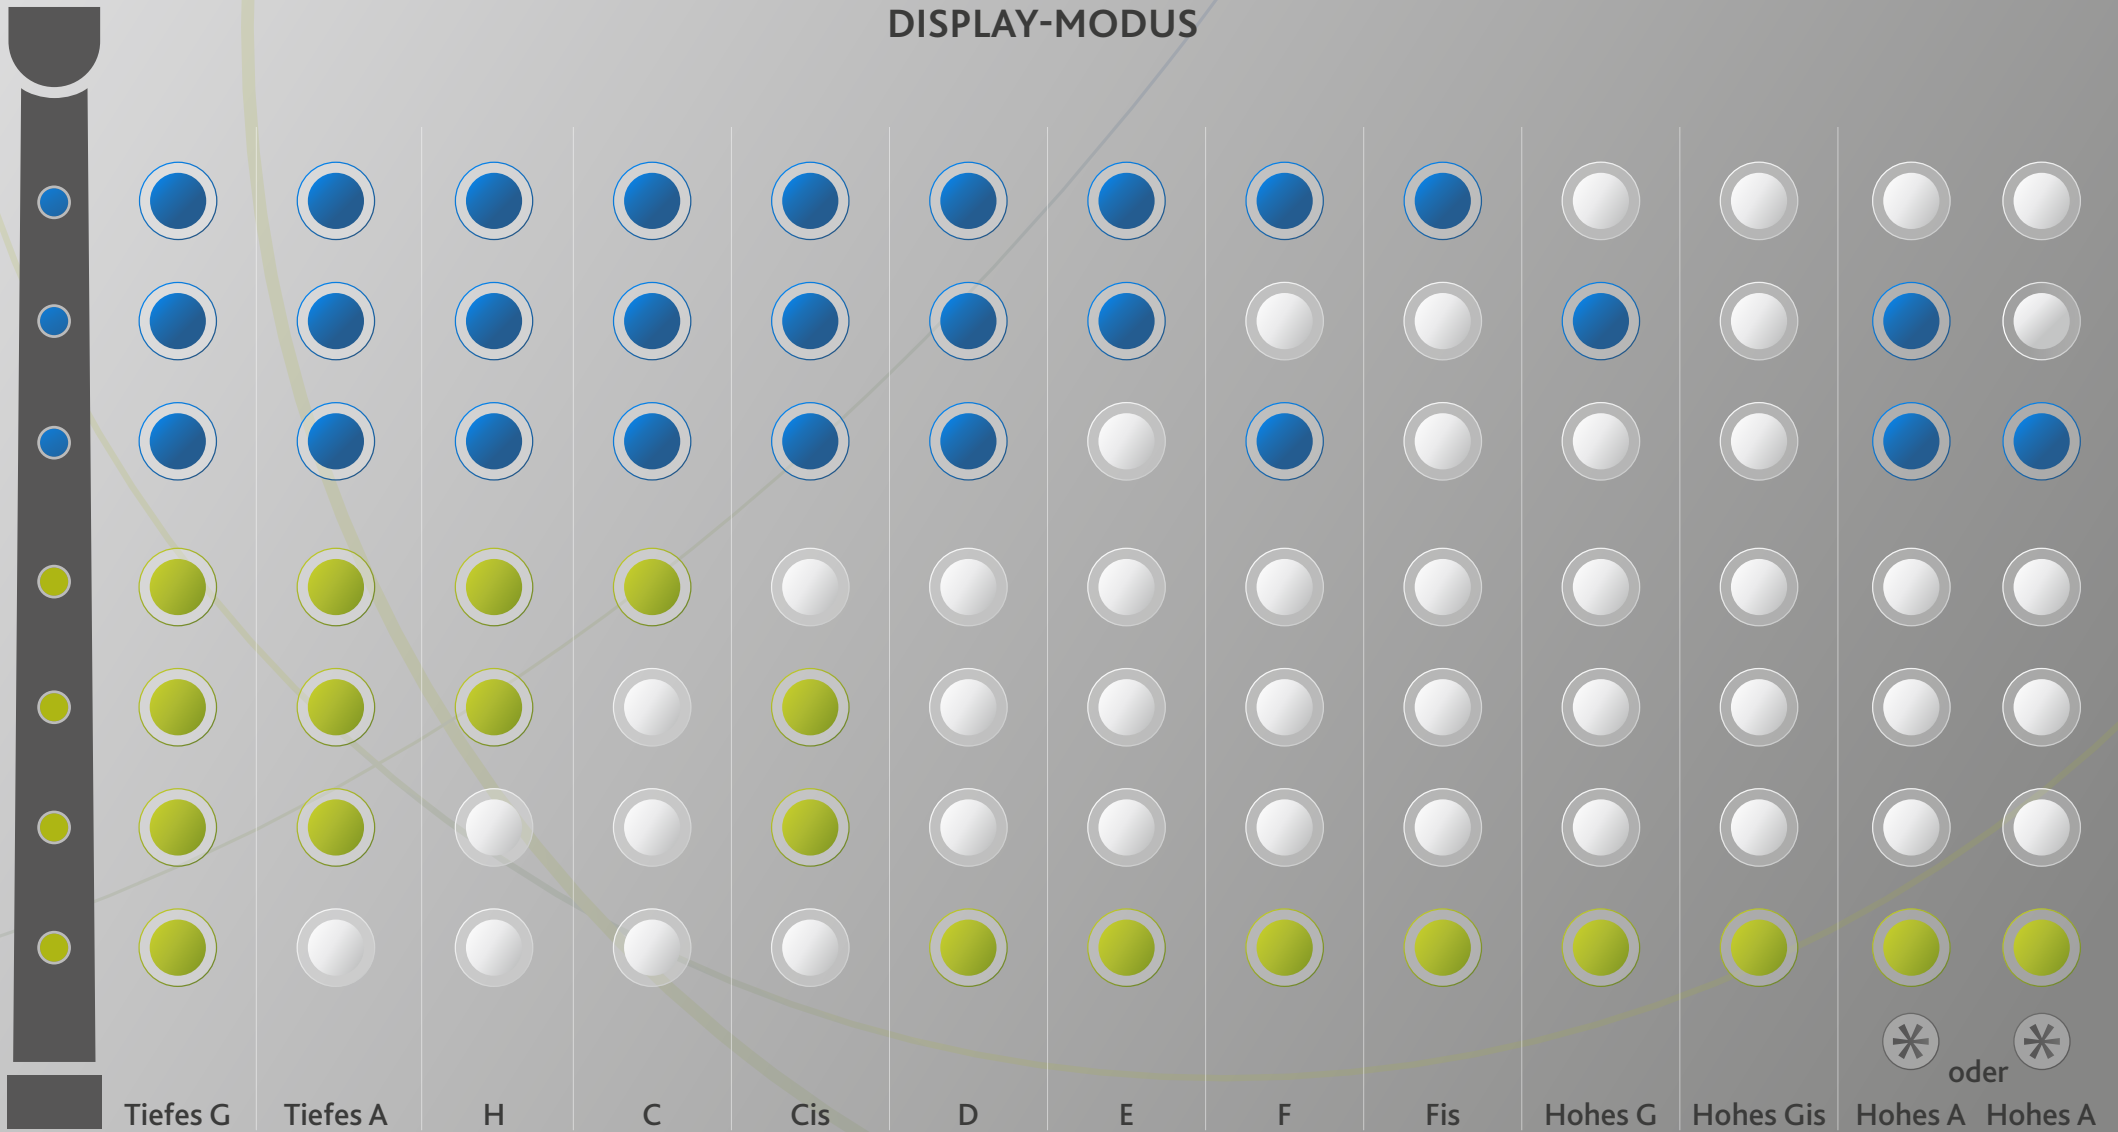 DISPLAY-MODUS
oder
Tiefes G Tiefes A H C Cis D E F Fis Hohes G Hohes Gis Hohes A Hohes A